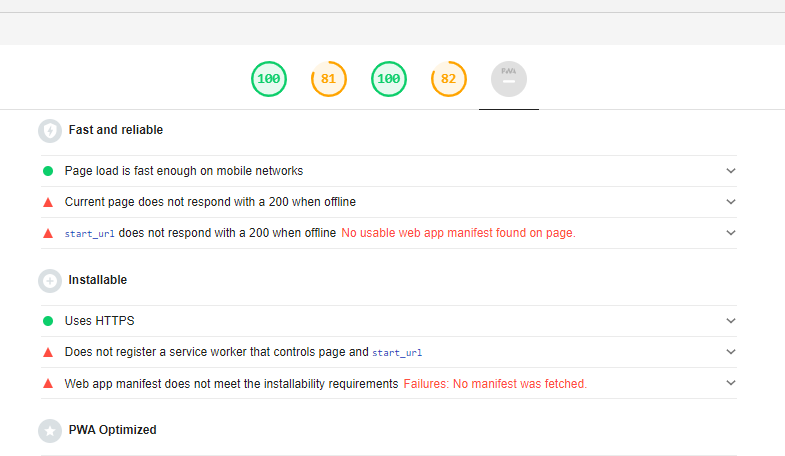 100 81 100 82 PWA
Fast and reliable
Page load is fast enough on mobile networks
Current page does not respond with a 200 when offline
start_url does not respond with a 200 when offline No usable web app manifest found on page.
Installable
Uses HTTPS
Does not register a service worker that controls page and start_url
Web app manifest does not meet the installability requirements Failures: No manifest was fetched.
PWA Optimized